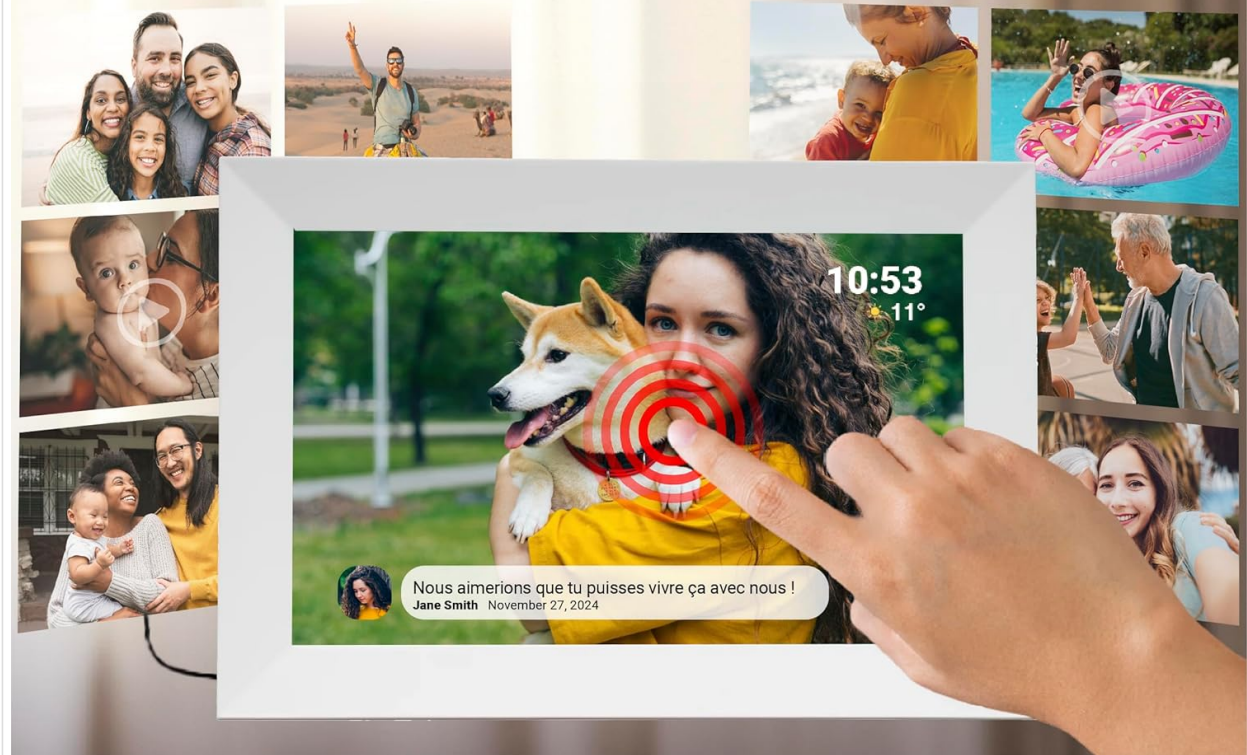 10:53
11°
Nous aimerions que tu puisses vivre ça avec nous !
Jane Smith November 27, 2024